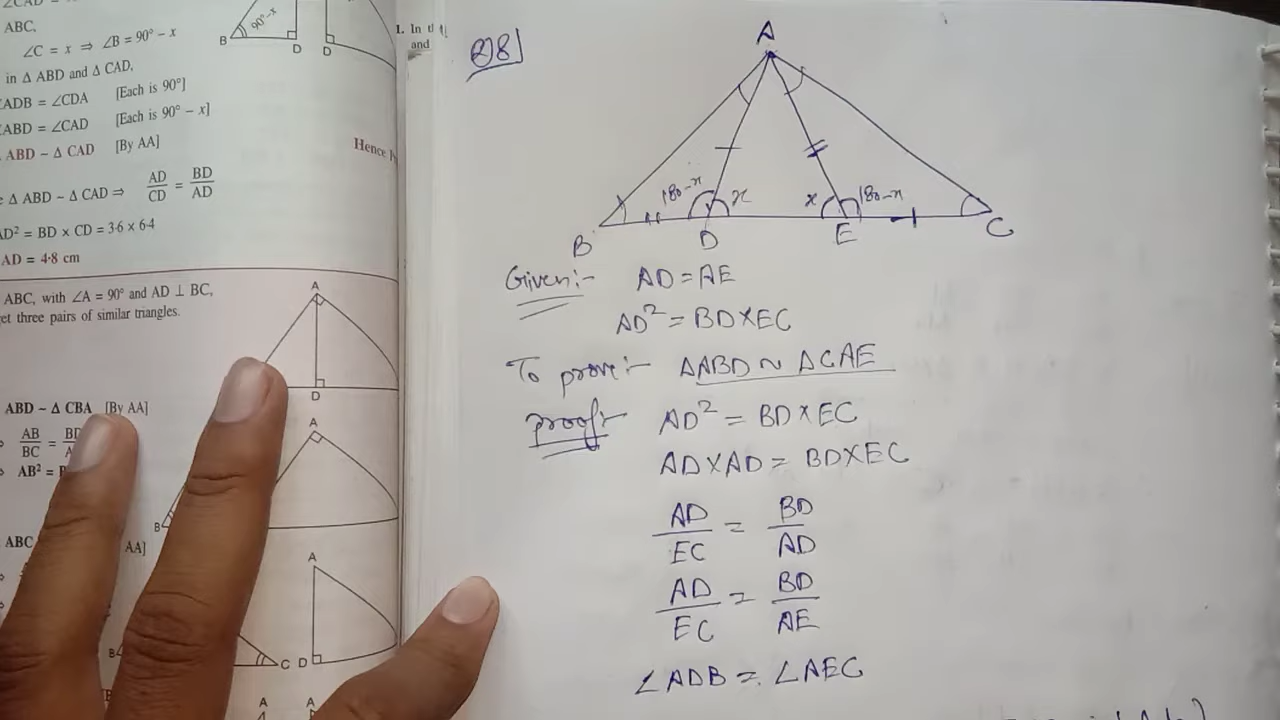 ABC,
∠C = x ⇒ ∠B = 90° − x
in Δ ABD and Δ CAD,
∠ADB = ∠CDA [Each is 90°]
∠ABD = ∠CAD [Each is 90° − x]
ABD ~ Δ CAD [By AA]
Δ ABD ~ Δ CAD ⇒ AD/CD = BD/AD
AD² = BD × CD = 3·6 × 6·4
AD = 4·8 cm
ABC, with ∠A = 90° and AD ⊥ BC,
et three pairs of similar triangles.
ABD ~ Δ CBA [By AA]
AB/BC = BD
AB² =
ABC
AA]
90°−x
B D D
A
D
A
B
A
B C D
A A
1. In
and
Hence
Q8]
A
180−x x x 180−x
B D E C
Given:- AD = AE
AD² = BD×EC
To prove:- ΔABD ~ ΔCAE
Proof:- AD² = BD×EC
AD×AD = BD×EC
AD/EC = BD/AD
AD/EC = BD/AE
∠ADB = ∠AEC